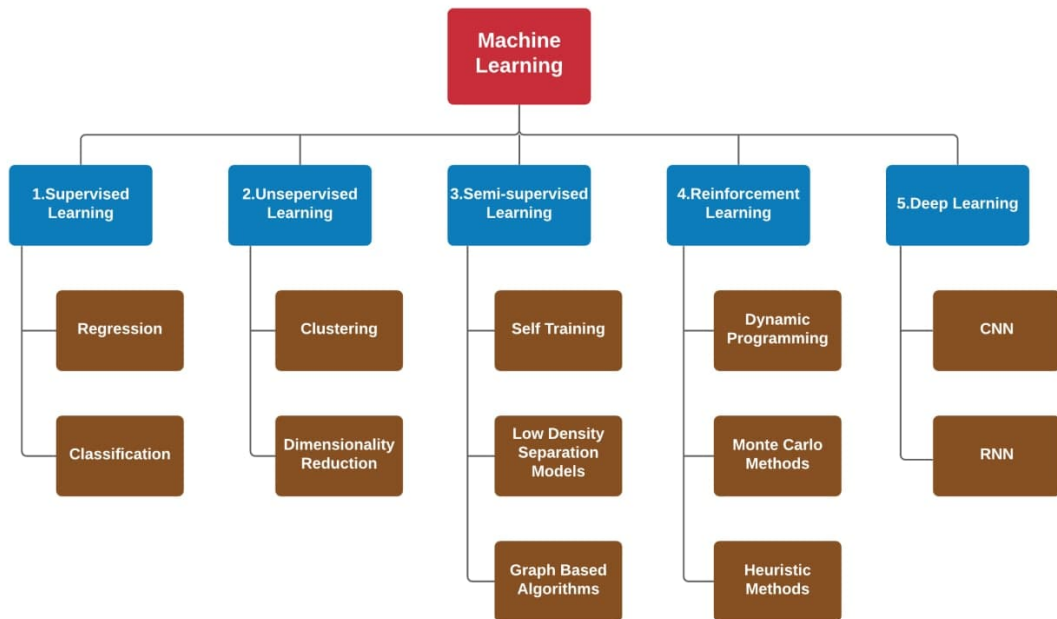 Machine
Learning
1.Supervised
Learning
2.Unsepervised
Learning
3.Semi-supervised
Learning
4.Reinforcement
Learning
5.Deep Learning
Regression
Clustering
Self Training
Dynamic
Programming
CNN
Classification
Dimensionality
Reduction
Low Density
Separation
Models
Monte Carlo
Methods
RNN
Graph Based
Algorithms
Heuristic
Methods